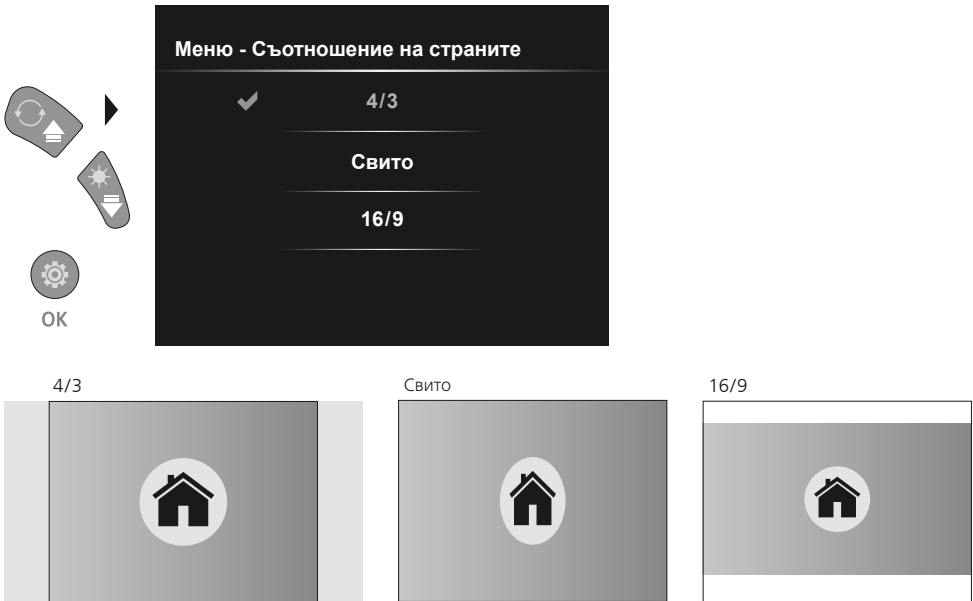 Меню - Съотношение на страните
4/3
Свито
16/9
OK
4/3
Свито
16/9